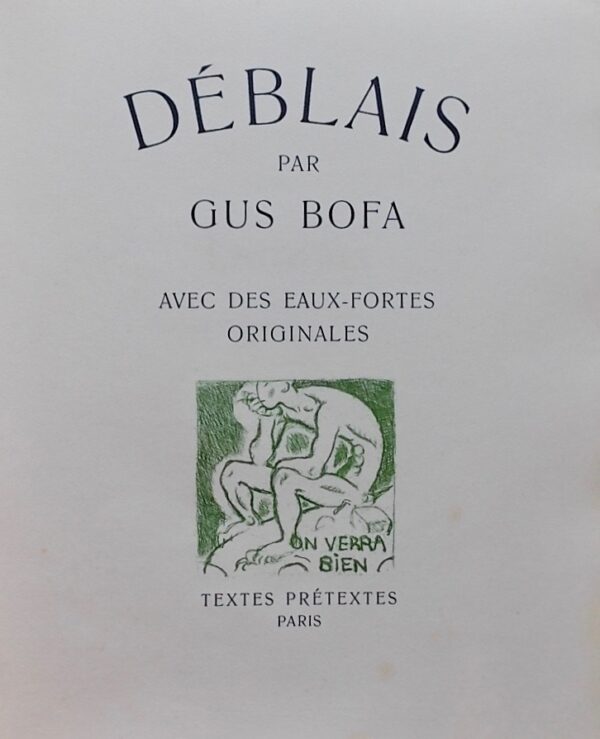 DÉBLAIS
PAR
GUS BOFA
AVEC DES EAUX-FORTES
ORIGINALES
ON VERRA
BIEN
TEXTES PRÉTEXTES
PARIS